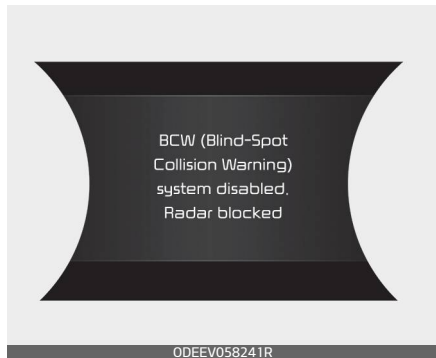 BCW (Blind-Spot
Collision Warning)
system disabled.
Radar blocked
ODEEV058241R